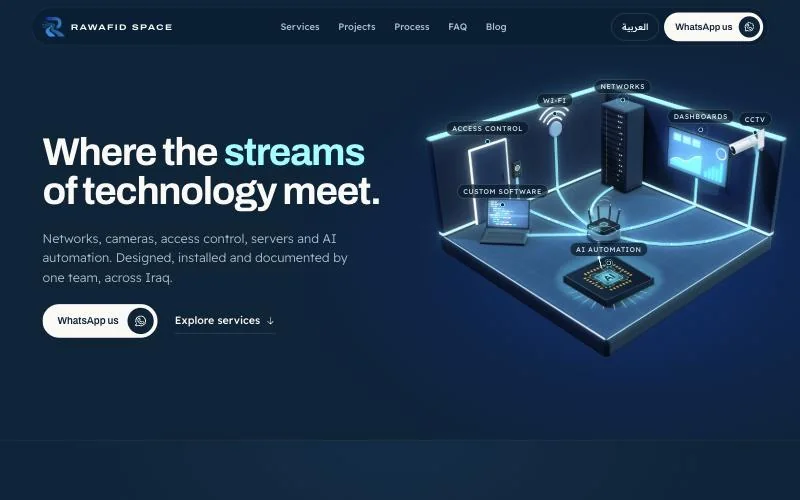 RAWAFID SPACE
Services
Projects
Process
FAQ
Blog
العربية
WhatsApp us
NETWORKS
WI-FI
DASHBOARDS
CCTV
ACCESS CONTROL
CUSTOM SOFTWARE
AI AUTOMATION
AI
Where the streams
of technology meet.
Networks, cameras, access control, servers and AI
automation. Designed, installed and documented by
one team, across Iraq.
WhatsApp us
Explore services ↓